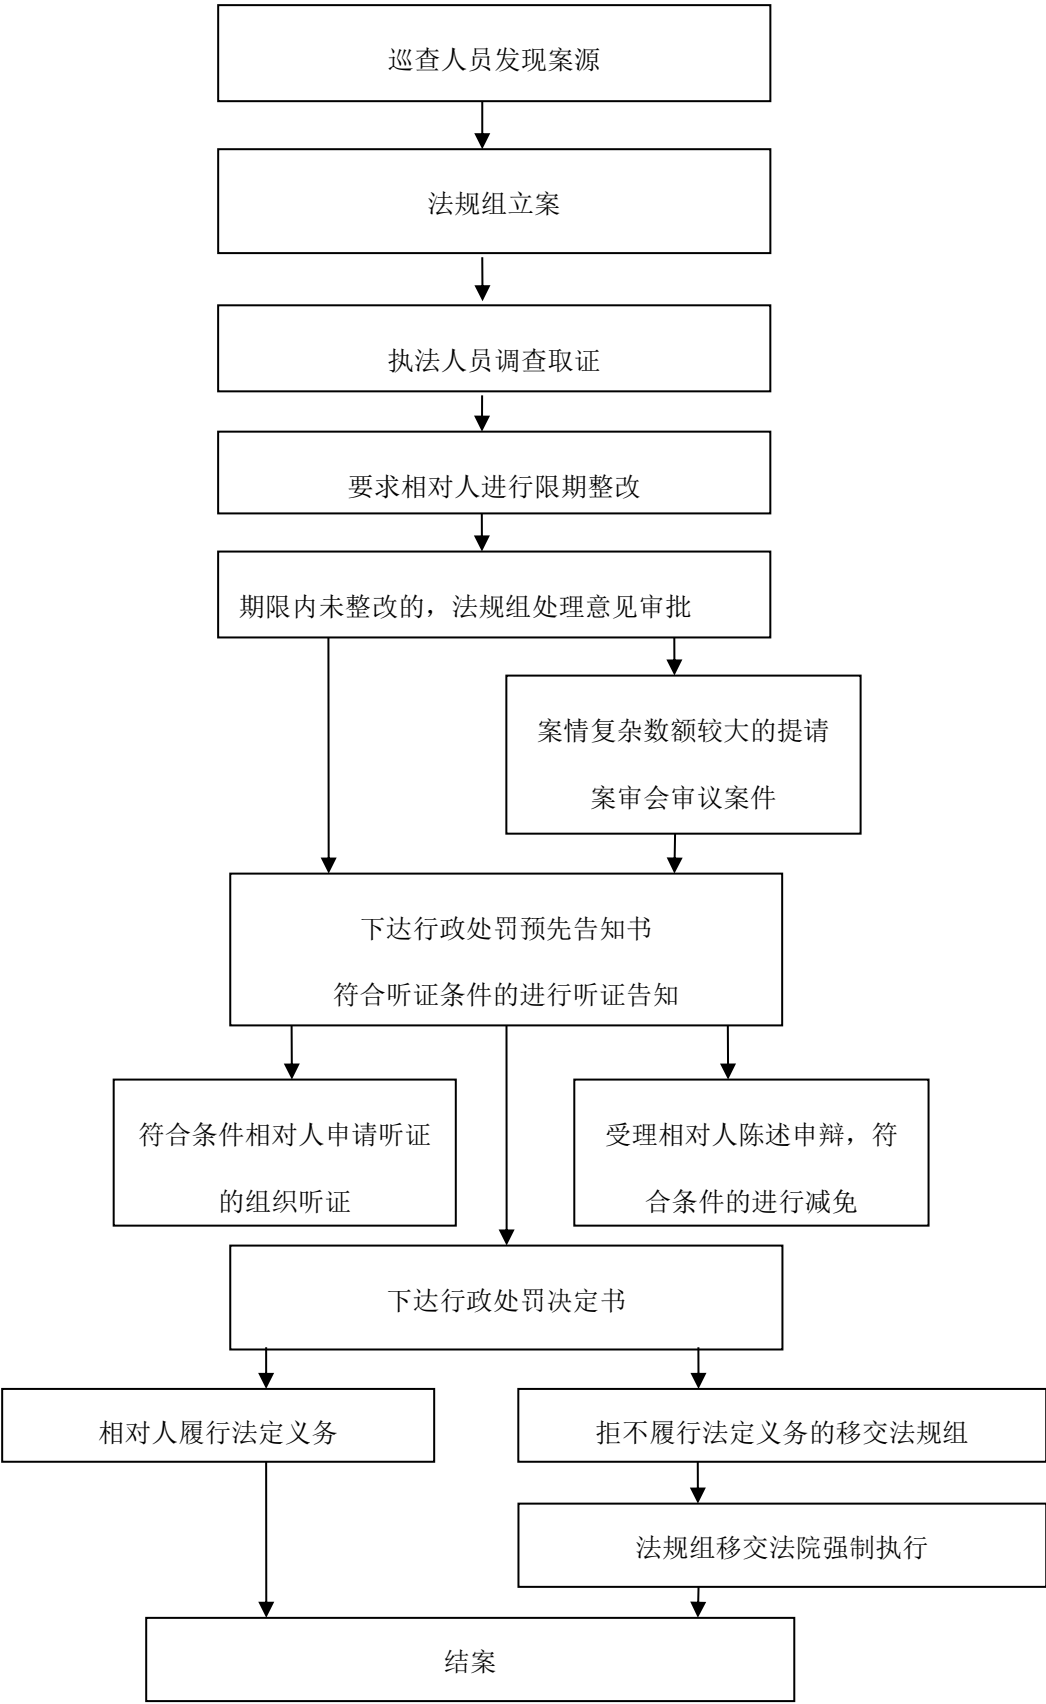 巡查人员发现案源
法规组立案
执法人员调查取证
要求相对人进行限期整改
期限内未整改的，法规组处理意见审批
案情复杂数额较大的提请
案审会审议案件
下达行政处罚预先告知书
符合听证条件的进行听证告知
符合条件相对人申请听证
的组织听证
受理相对人陈述申辩，符
合条件的进行减免
下达行政处罚决定书
相对人履行法定义务
拒不履行法定义务的移交法规组
法规组移交法院强制执行
结案